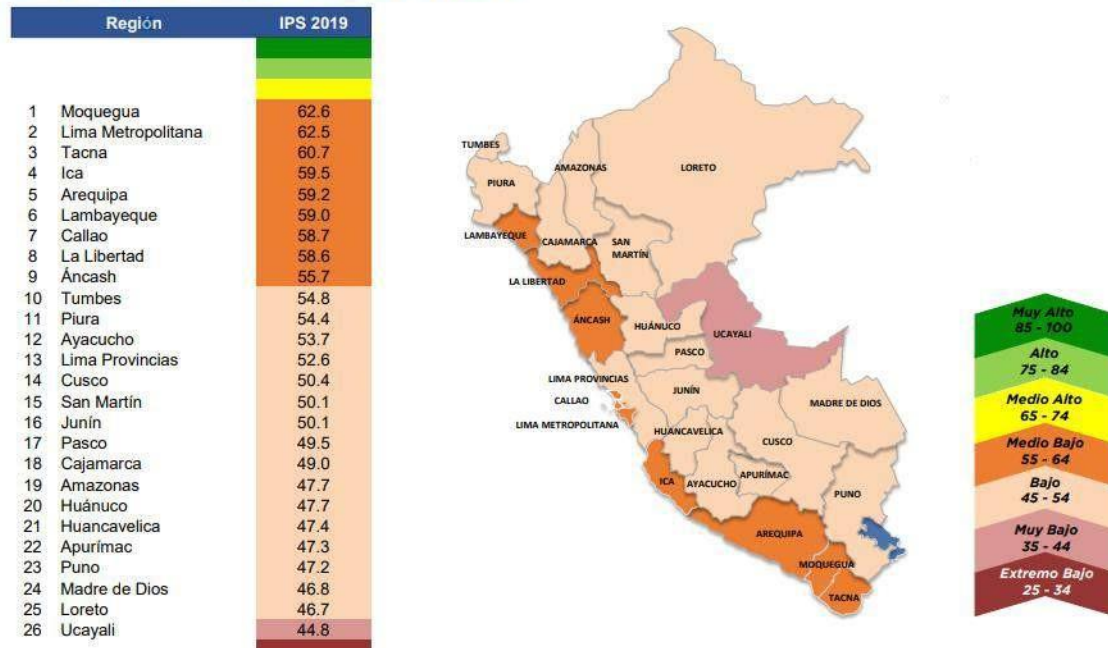 Región IPS 2019
1 Moquegua 62.6
2 Lima Metropolitana 62.5
3 Tacna 60.7
4 Ica 59.5
5 Arequipa 59.2
6 Lambayeque 59.0
7 Callao 58.7
8 La Libertad 58.6
9 Áncash 55.7
10 Tumbes 54.8
11 Piura 54.4
12 Ayacucho 53.7
13 Lima Provincias 52.6
14 Cusco 50.4
15 San Martín 50.1
16 Junín 50.1
17 Pasco 49.5
18 Cajamarca 49.0
19 Amazonas 47.7
20 Huánuco 47.7
21 Huancavelica 47.4
22 Apurímac 47.3
23 Puno 47.2
24 Madre de Dios 46.8
25 Loreto 46.7
26 Ucayali 44.8
TUMBES
AMAZONAS
LORETO
PIURA
LAMBAYEQUE
CAJAMARCA
SAN
MARTÍN
LA LIBERTAD
ÁNCASH
HUÁNUCO
UCAYALI
PASCO
LIMA PROVINCIAS
JUNÍN
CALLAO
MADRE DE DIOS
LIMA METROPOLITANA
HUANCAVELICA
CUSCO
ICA
AYACUCHO
APURÍMAC
PUNO
AREQUIPA
MOQUEGUA
TACNA
Muy Alto
85 - 100
Alto
75 - 84
Medio Alto
65 - 74
Medio Bajo
55 - 64
Bajo
45 - 54
Muy Bajo
35 - 44
Extremo Bajo
25 - 34